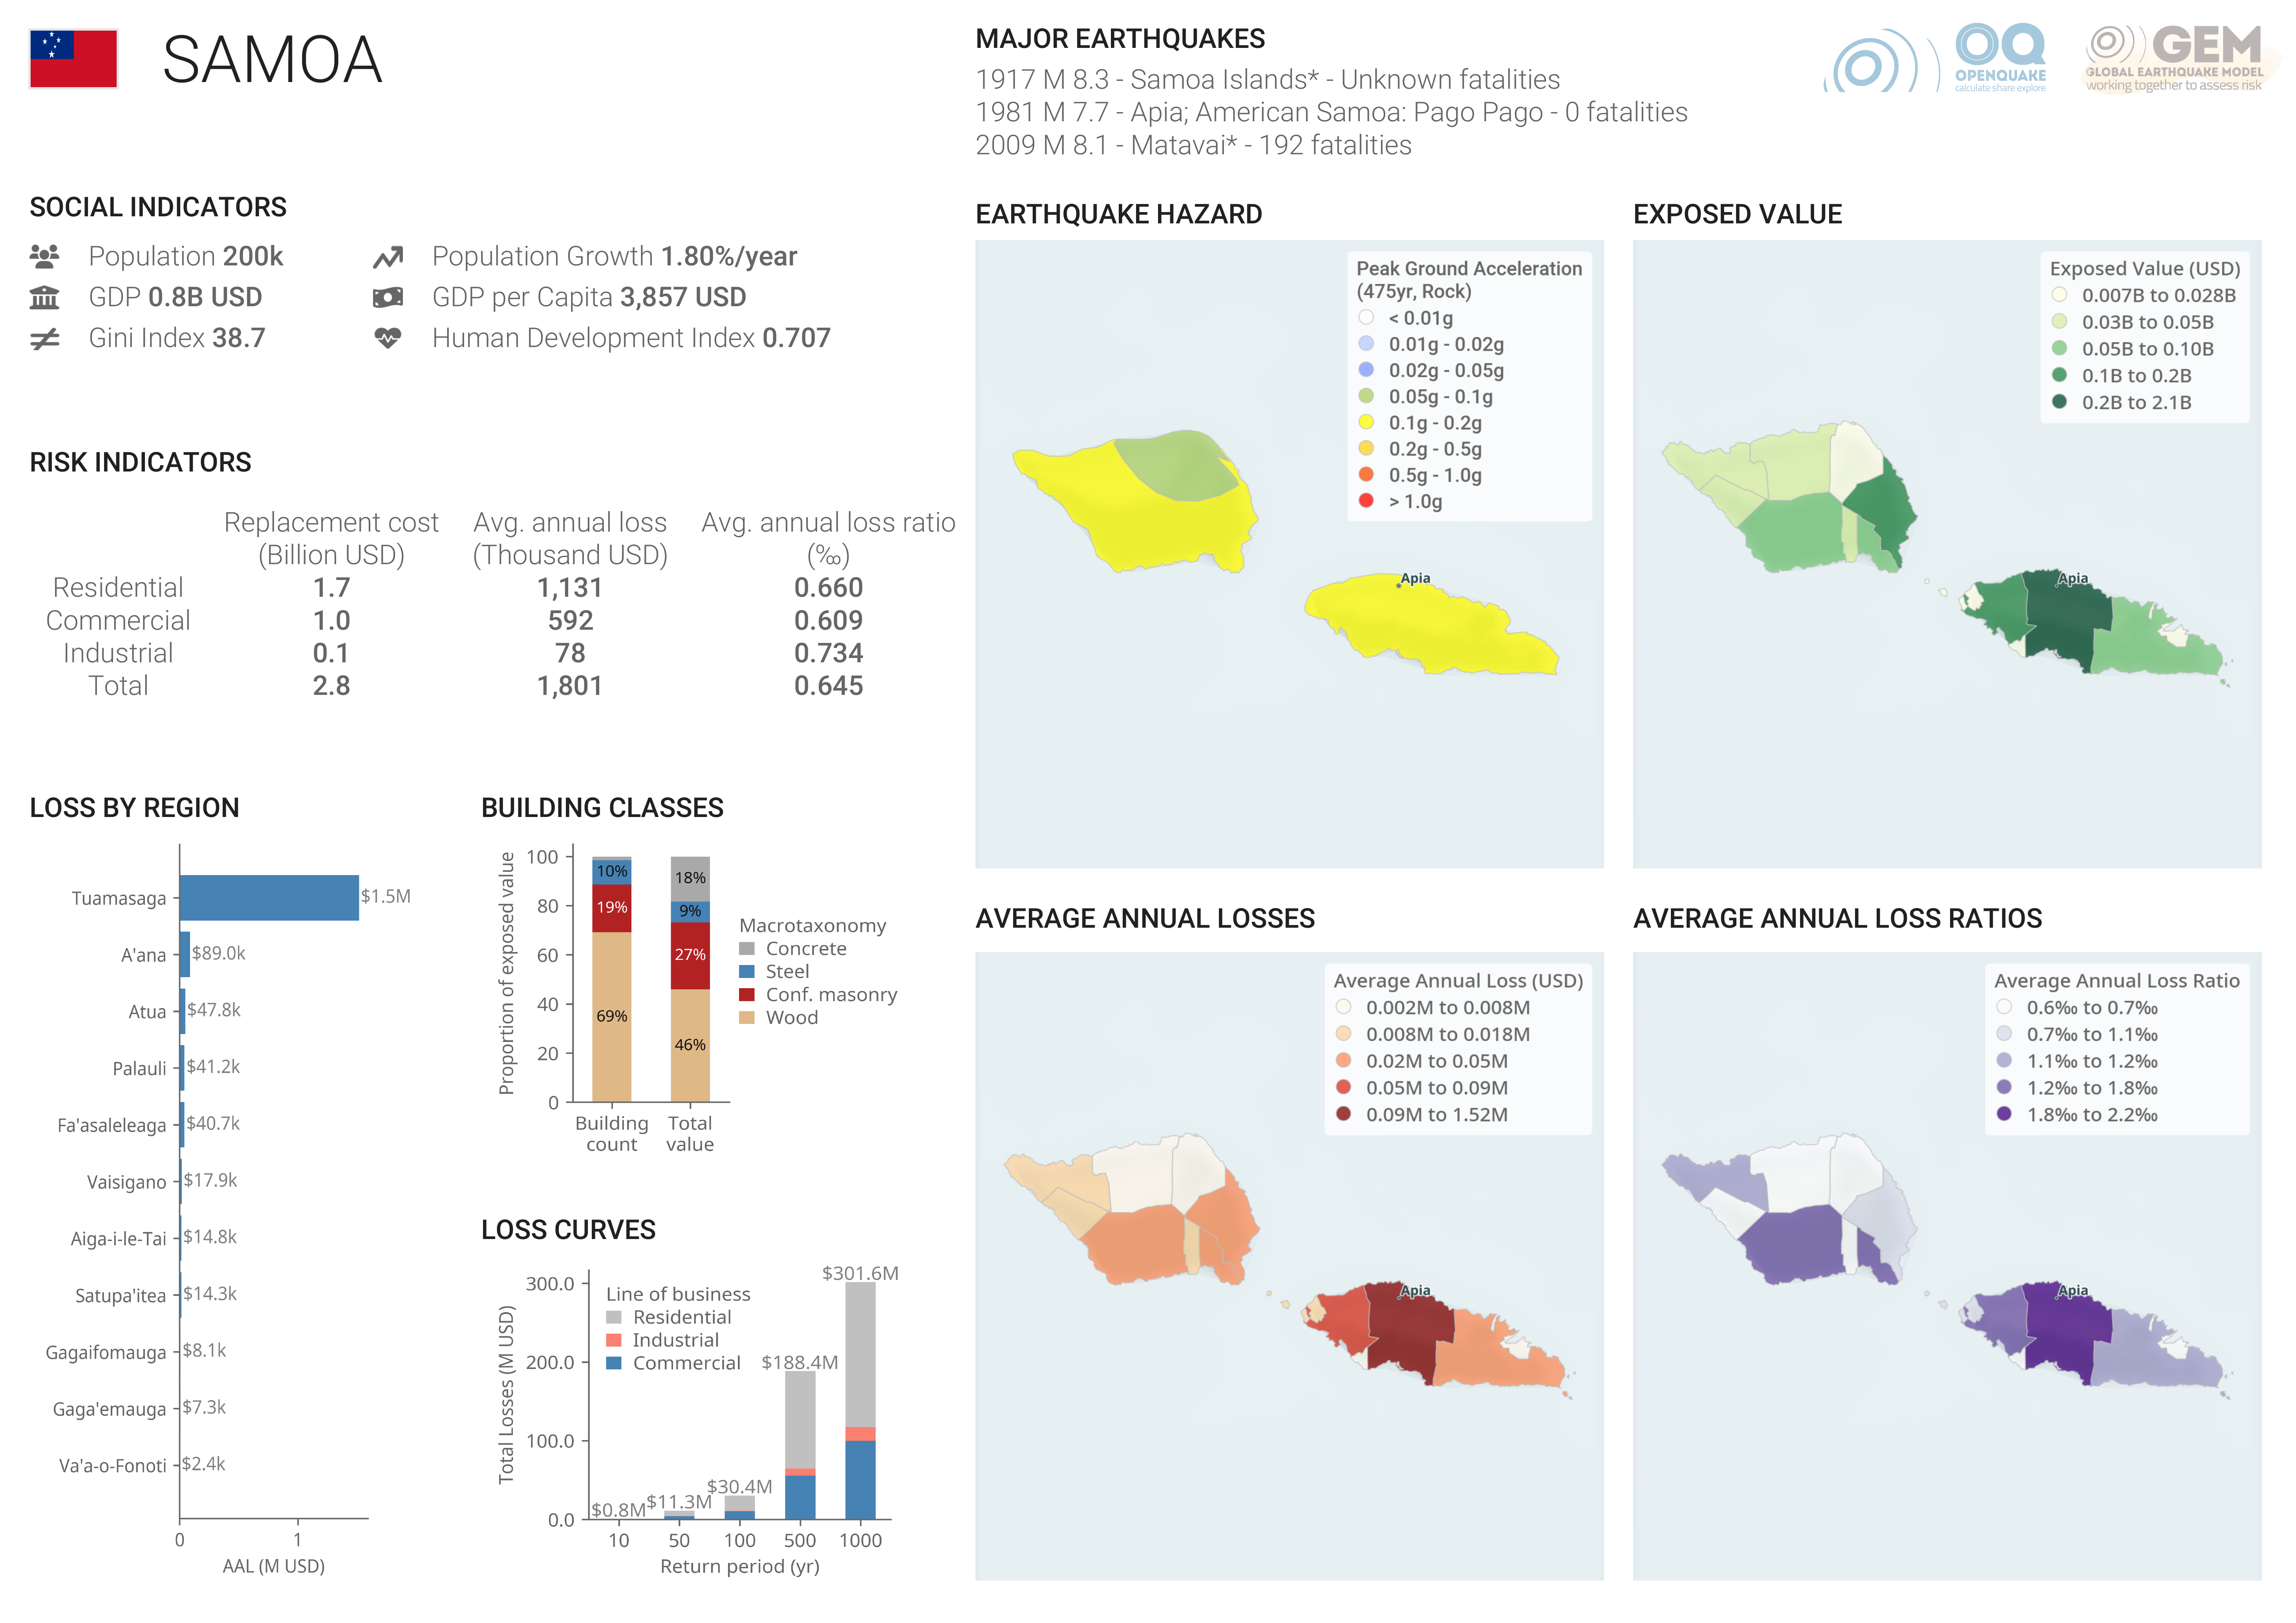 SAMOA
MAJOR EARTHQUAKES
1917 M 8.3 - Samoa Islands* - Unknown fatalities
1981 M 7.7 - Apia; American Samoa: Pago Pago - 0 fatalities
2009 M 8.1 - Matavai* - 192 fatalities
OQ
OPENQUAKE
calculate share explore
GEM
GLOBAL EARTHQUAKE MODEL
working together to assess risk
SOCIAL INDICATORS
Population 200k
Population Growth 1.80%/year
GDP 0.8B USD
GDP per Capita 3,857 USD
Gini Index 38.7
Human Development Index 0.707
RISK INDICATORS
Replacement cost (Billion USD)
Avg. annual loss (Thousand USD)
Avg. annual loss ratio (‰)
Residential 1.7 1,131 0.660
Commercial 1.0 592 0.609
Industrial 0.1 78 0.734
Total 2.8 1,801 0.645
LOSS BY REGION
Tuamasaga $1.5M
A'ana $89.0k
Atua $47.8k
Palauli $41.2k
Fa'asaleleaga $40.7k
Vaisigano $17.9k
Aiga-i-le-Tai $14.8k
Satupa'itea $14.3k
Gagaifomauga $8.1k
Gaga'emauga $7.3k
Va'a-o-Fonoti $2.4k
0 1
AAL (M USD)
BUILDING CLASSES
Proportion of exposed value
100
80
60
40
20
0
10%
19%
69%
18%
9%
27%
46%
Building count
Total value
Macrotaxonomy
Concrete
Steel
Conf. masonry
Wood
LOSS CURVES
Total Losses (M USD)
300.0
200.0
100.0
0.0
Line of business
Residential
Industrial
Commercial
$0.8M
$11.3M
$30.4M
$188.4M
$301.6M
10 50 100 500 1000
Return period (yr)
EARTHQUAKE HAZARD
Peak Ground Acceleration
(475yr, Rock)
< 0.01g
0.01g - 0.02g
0.02g - 0.05g
0.05g - 0.1g
0.1g - 0.2g
0.2g - 0.5g
0.5g - 1.0g
> 1.0g
Apia
EXPOSED VALUE
Exposed Value (USD)
0.007B to 0.028B
0.03B to 0.05B
0.05B to 0.10B
0.1B to 0.2B
0.2B to 2.1B
Apia
AVERAGE ANNUAL LOSSES
Average Annual Loss (USD)
0.002M to 0.008M
0.008M to 0.018M
0.02M to 0.05M
0.05M to 0.09M
0.09M to 1.52M
Apia
AVERAGE ANNUAL LOSS RATIOS
Average Annual Loss Ratio
0.6‰ to 0.7‰
0.7‰ to 1.1‰
1.1‰ to 1.2‰
1.2‰ to 1.8‰
1.8‰ to 2.2‰
Apia